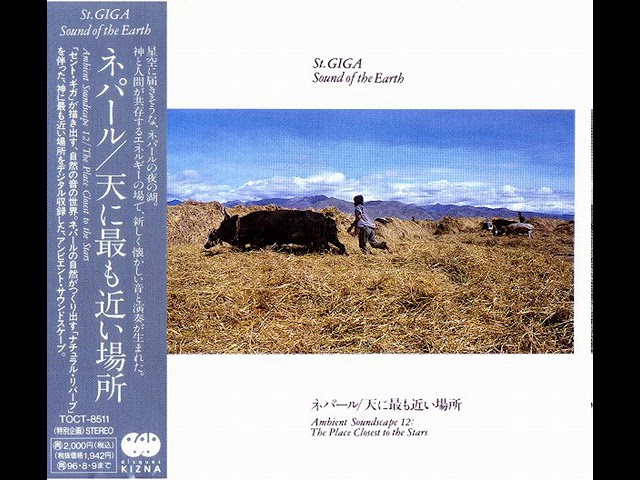 St.GIGA
Sound of the Earth
ネパール/天に最も近い場所
Ambient Soundscape 12/The Place Closest to the Stars
星空に届きそうな、ネパールの夜の湖。
神と人間が共存するエネルギーの場で、新しく懐かしい音と演奏が生まれた。
「セント・ギガ」が描き出す、自然の音の世界。ネパールの自然がつくり出す「ナチュラル・リバーブ」
を伴った、神に最も近い場所をデジタル収録した、アンビエント・サウンドスケープ。
TOCT-8511
(特別企画) STEREO
2,000円(税込)
(税抜価格1,942円)
96・8・9まで
disques
KIZNA
St.GIGA
Sound of the Earth
ネパール/天に最も近い場所
Ambient Soundscape 12:
The Place Closest to the Stars